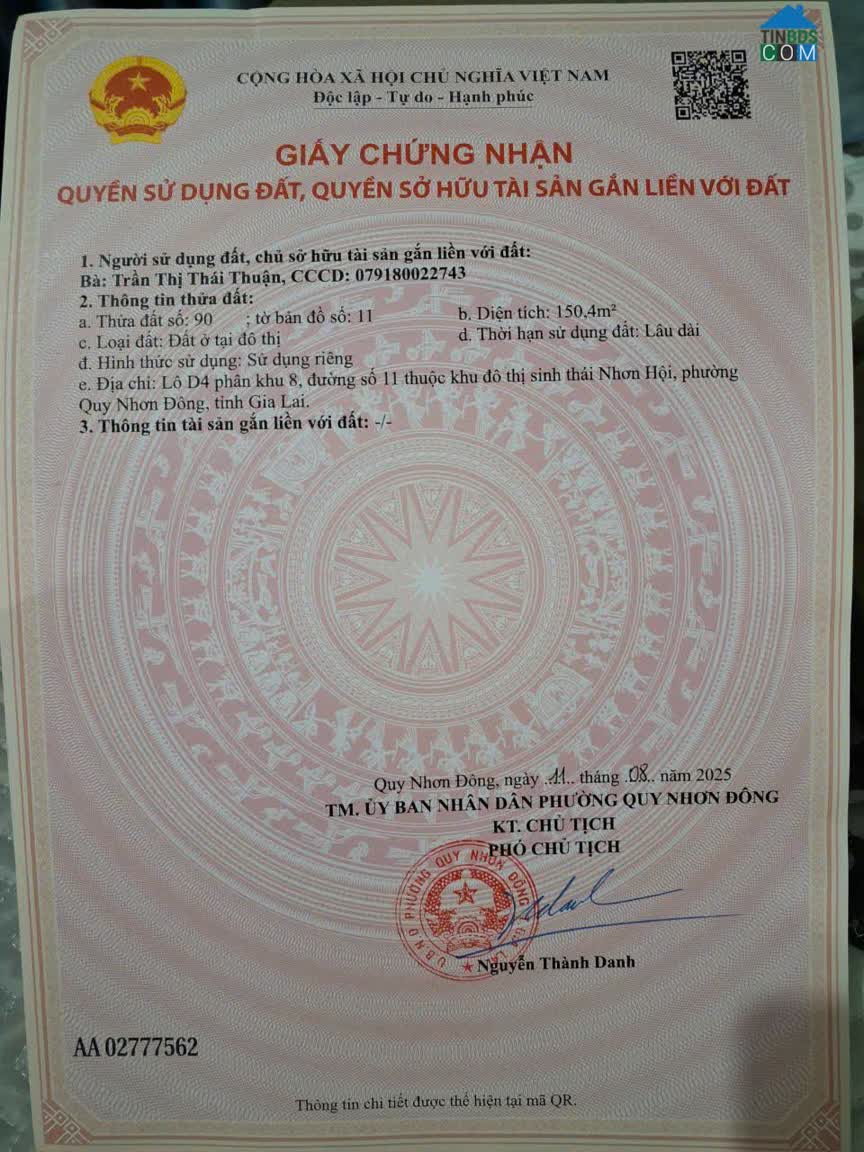 TINBDS
COM
CỘNG HÒA XÃ HỘI CHỦ NGHĨA VIỆT NAM
Độc lập - Tự do - Hạnh phúc
GIẤY CHỨNG NHẬN
QUYỀN SỬ DỤNG ĐẤT, QUYỀN SỞ HỮU TÀI SẢN GẮN LIỀN VỚI ĐẤT
1. Người sử dụng đất, chủ sở hữu tài sản gắn liền với đất:
Bà: Trần Thị Thái Thuận, CCCD: 079180022743
2. Thông tin thửa đất:
a. Thửa đất số: 90 ; tờ bản đồ số: 11 b. Diện tích: 150,4m²
c. Loại đất: Đất ở tại đô thị d. Thời hạn sử dụng đất: Lâu dài
đ. Hình thức sử dụng: Sử dụng riêng
e. Địa chỉ: Lô D4 phân khu 8, đường số 11 thuộc khu đô thị sinh thái Nhơn Hội, phường
Quy Nhơn Đông, tỉnh Gia Lai.
3. Thông tin tài sản gắn liền với đất: -/-
Quy Nhơn Đông, ngày ..11.. tháng .08.. năm 2025
TM. ỦY BAN NHÂN DÂN PHƯỜNG QUY NHƠN ĐÔNG
KT. CHỦ TỊCH
PHÓ CHỦ TỊCH
PHƯỜNG QUY NHƠN ĐÔNG
Nguyễn Thành Danh
AA 02777562
Thông tin chi tiết được thể hiện tại mã QR.